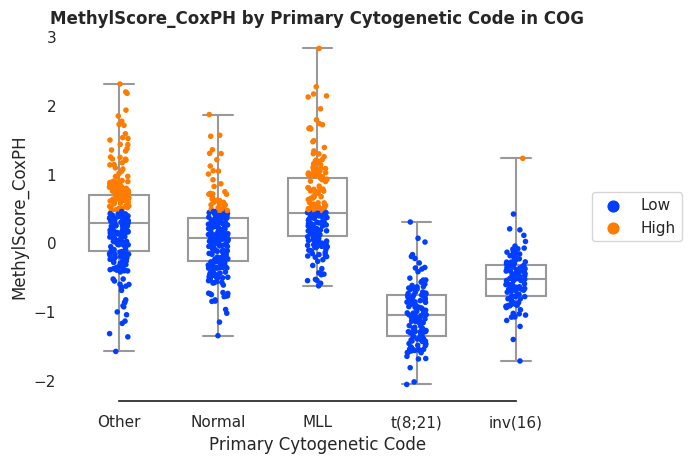 MethylScore_CoxPH by Primary Cytogenetic Code in COG
3
2
1
0
−1
−2
MethylScore_CoxPH
Low
High
Other Normal MLL t(8;21) inv(16)
Primary Cytogenetic Code